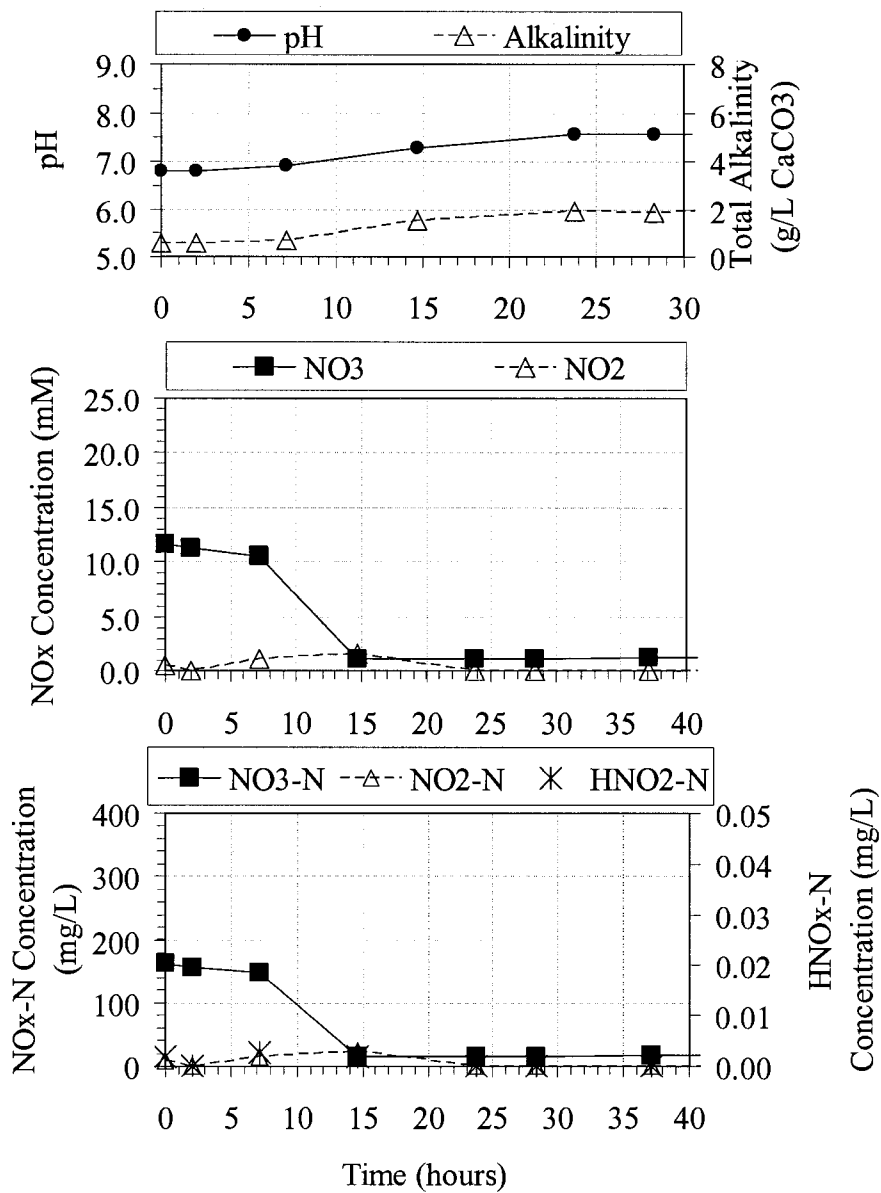 pH Alkalinity
9.0
8.0
7.0
6.0
5.0
pH
8
6
4
2
0
Total Alkalinity
(g/L CaCO3)
0 5 10 15 20 25 30
NO3 NO2
25.0
20.0
15.0
10.0
5.0
0.0
NOx Concentration (mM)
0 5 10 15 20 25 30 35 40
NO3-N NO2-N HNO2-N
400
300
200
100
0
NOx-N Concentration
(mg/L)
0.05
0.04
0.03
0.02
0.01
0.00
HNOx-N
Concentration (mg/L)
0 5 10 15 20 25 30 35 40
Time (hours)